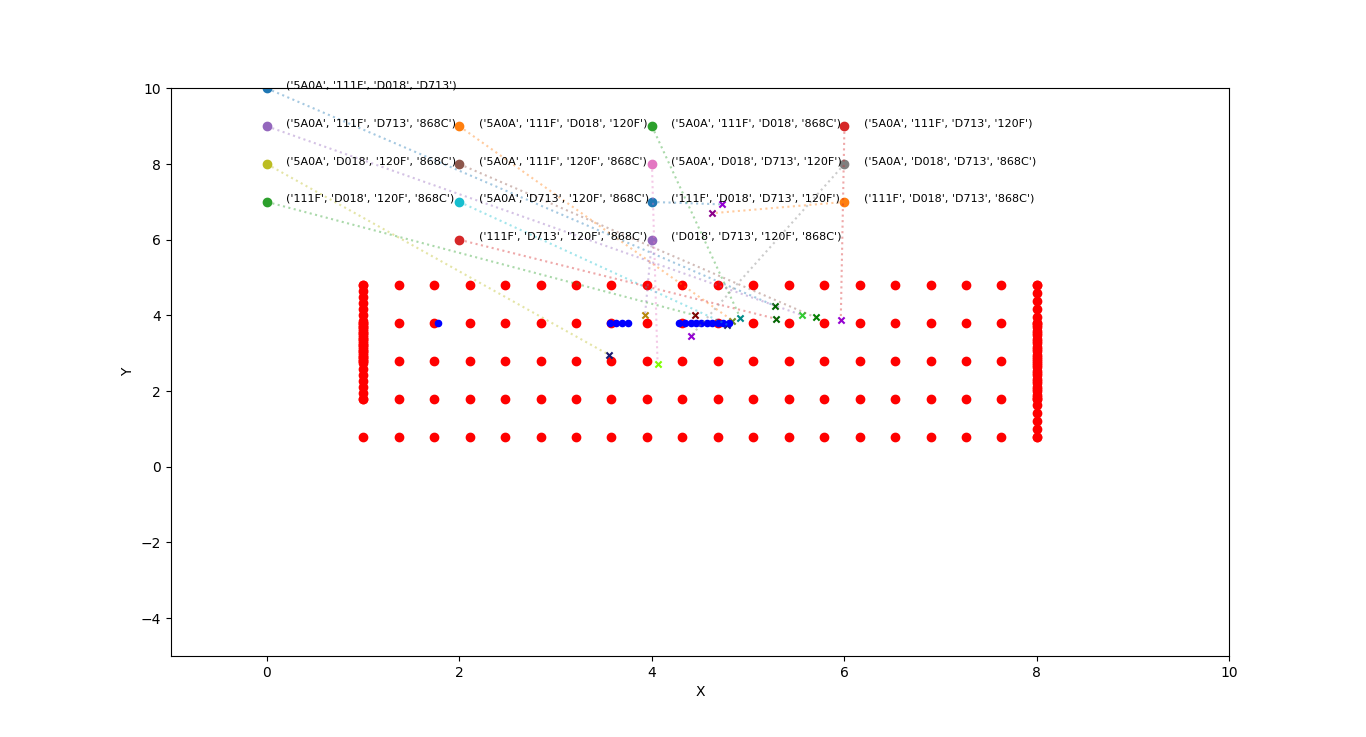 10
('5A0A', '111F', 'D018', 'D713')
('5A0A', '111F', 'D713', '868C') ('5A0A', '111F', 'D018', '120F') ('5A0A', '111F', 'D018', '868C') ('5A0A', '111F', 'D713', '120F')
8
('5A0A', 'D018', '120F', '868C') ('5A0A', '111F', '120F', '868C') ('5A0A', 'D018', 'D713', '120F') ('5A0A', 'D018', 'D713', '868C')
('111F', 'D018', '120F', '868C') ('5A0A', 'D713', '120F', '868C') ('111F', 'D018', 'D713', '120F') ('111F', 'D018', 'D713', '868C')
6
('111F', 'D713', '120F', '868C') ('D018', 'D713', '120F', '868C')
4
Y
2
0
−2
−4
0 2 4 6 8 10
X